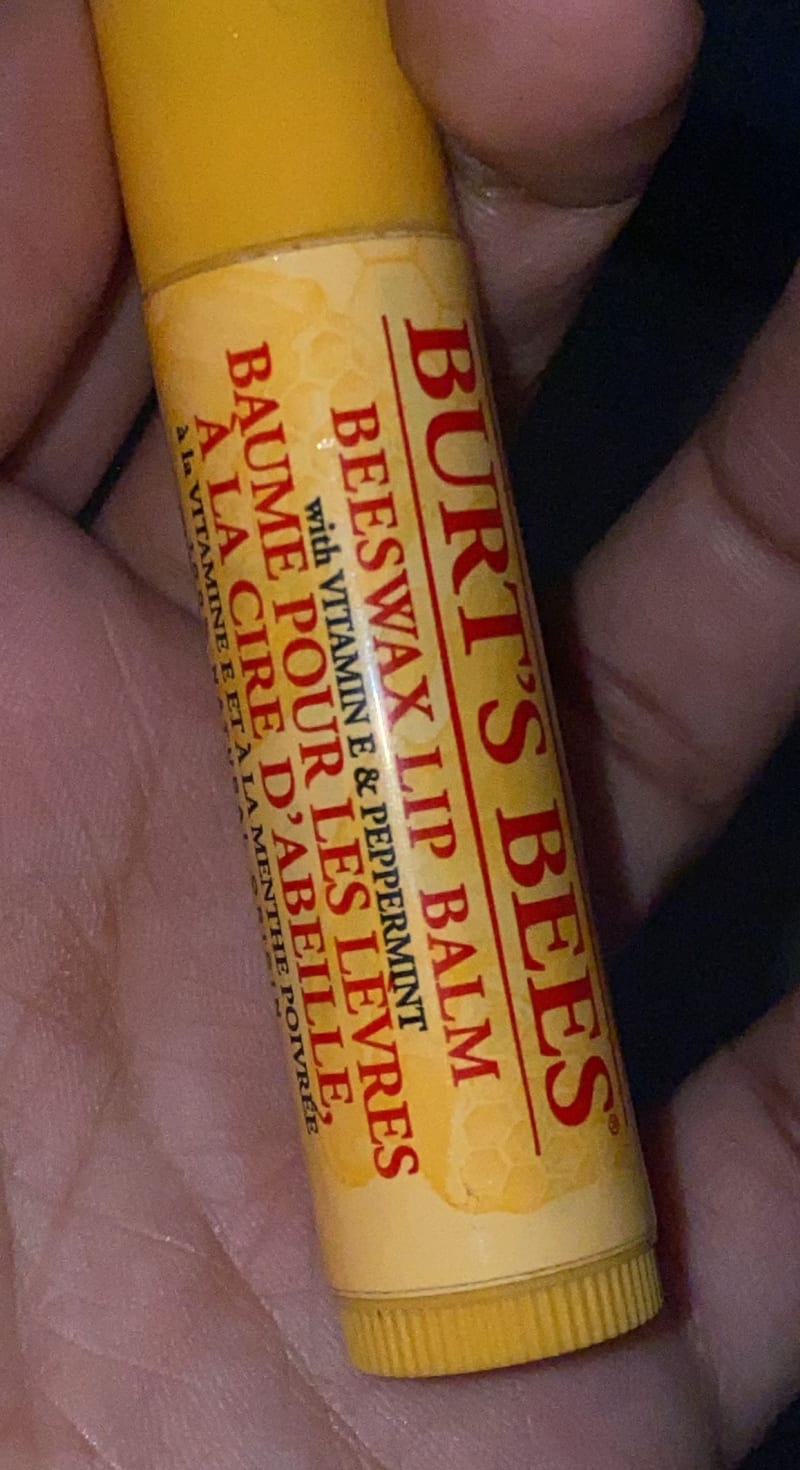 BURT'S BEES®
BEESWAX LIP BALM
with VITAMIN E & PEPPERMINT
BAUME POUR LES LÈVRES
À LA CIRE D'ABEILLE,
à la VITAMINE E ET À LA MENTHE POIVRÉE